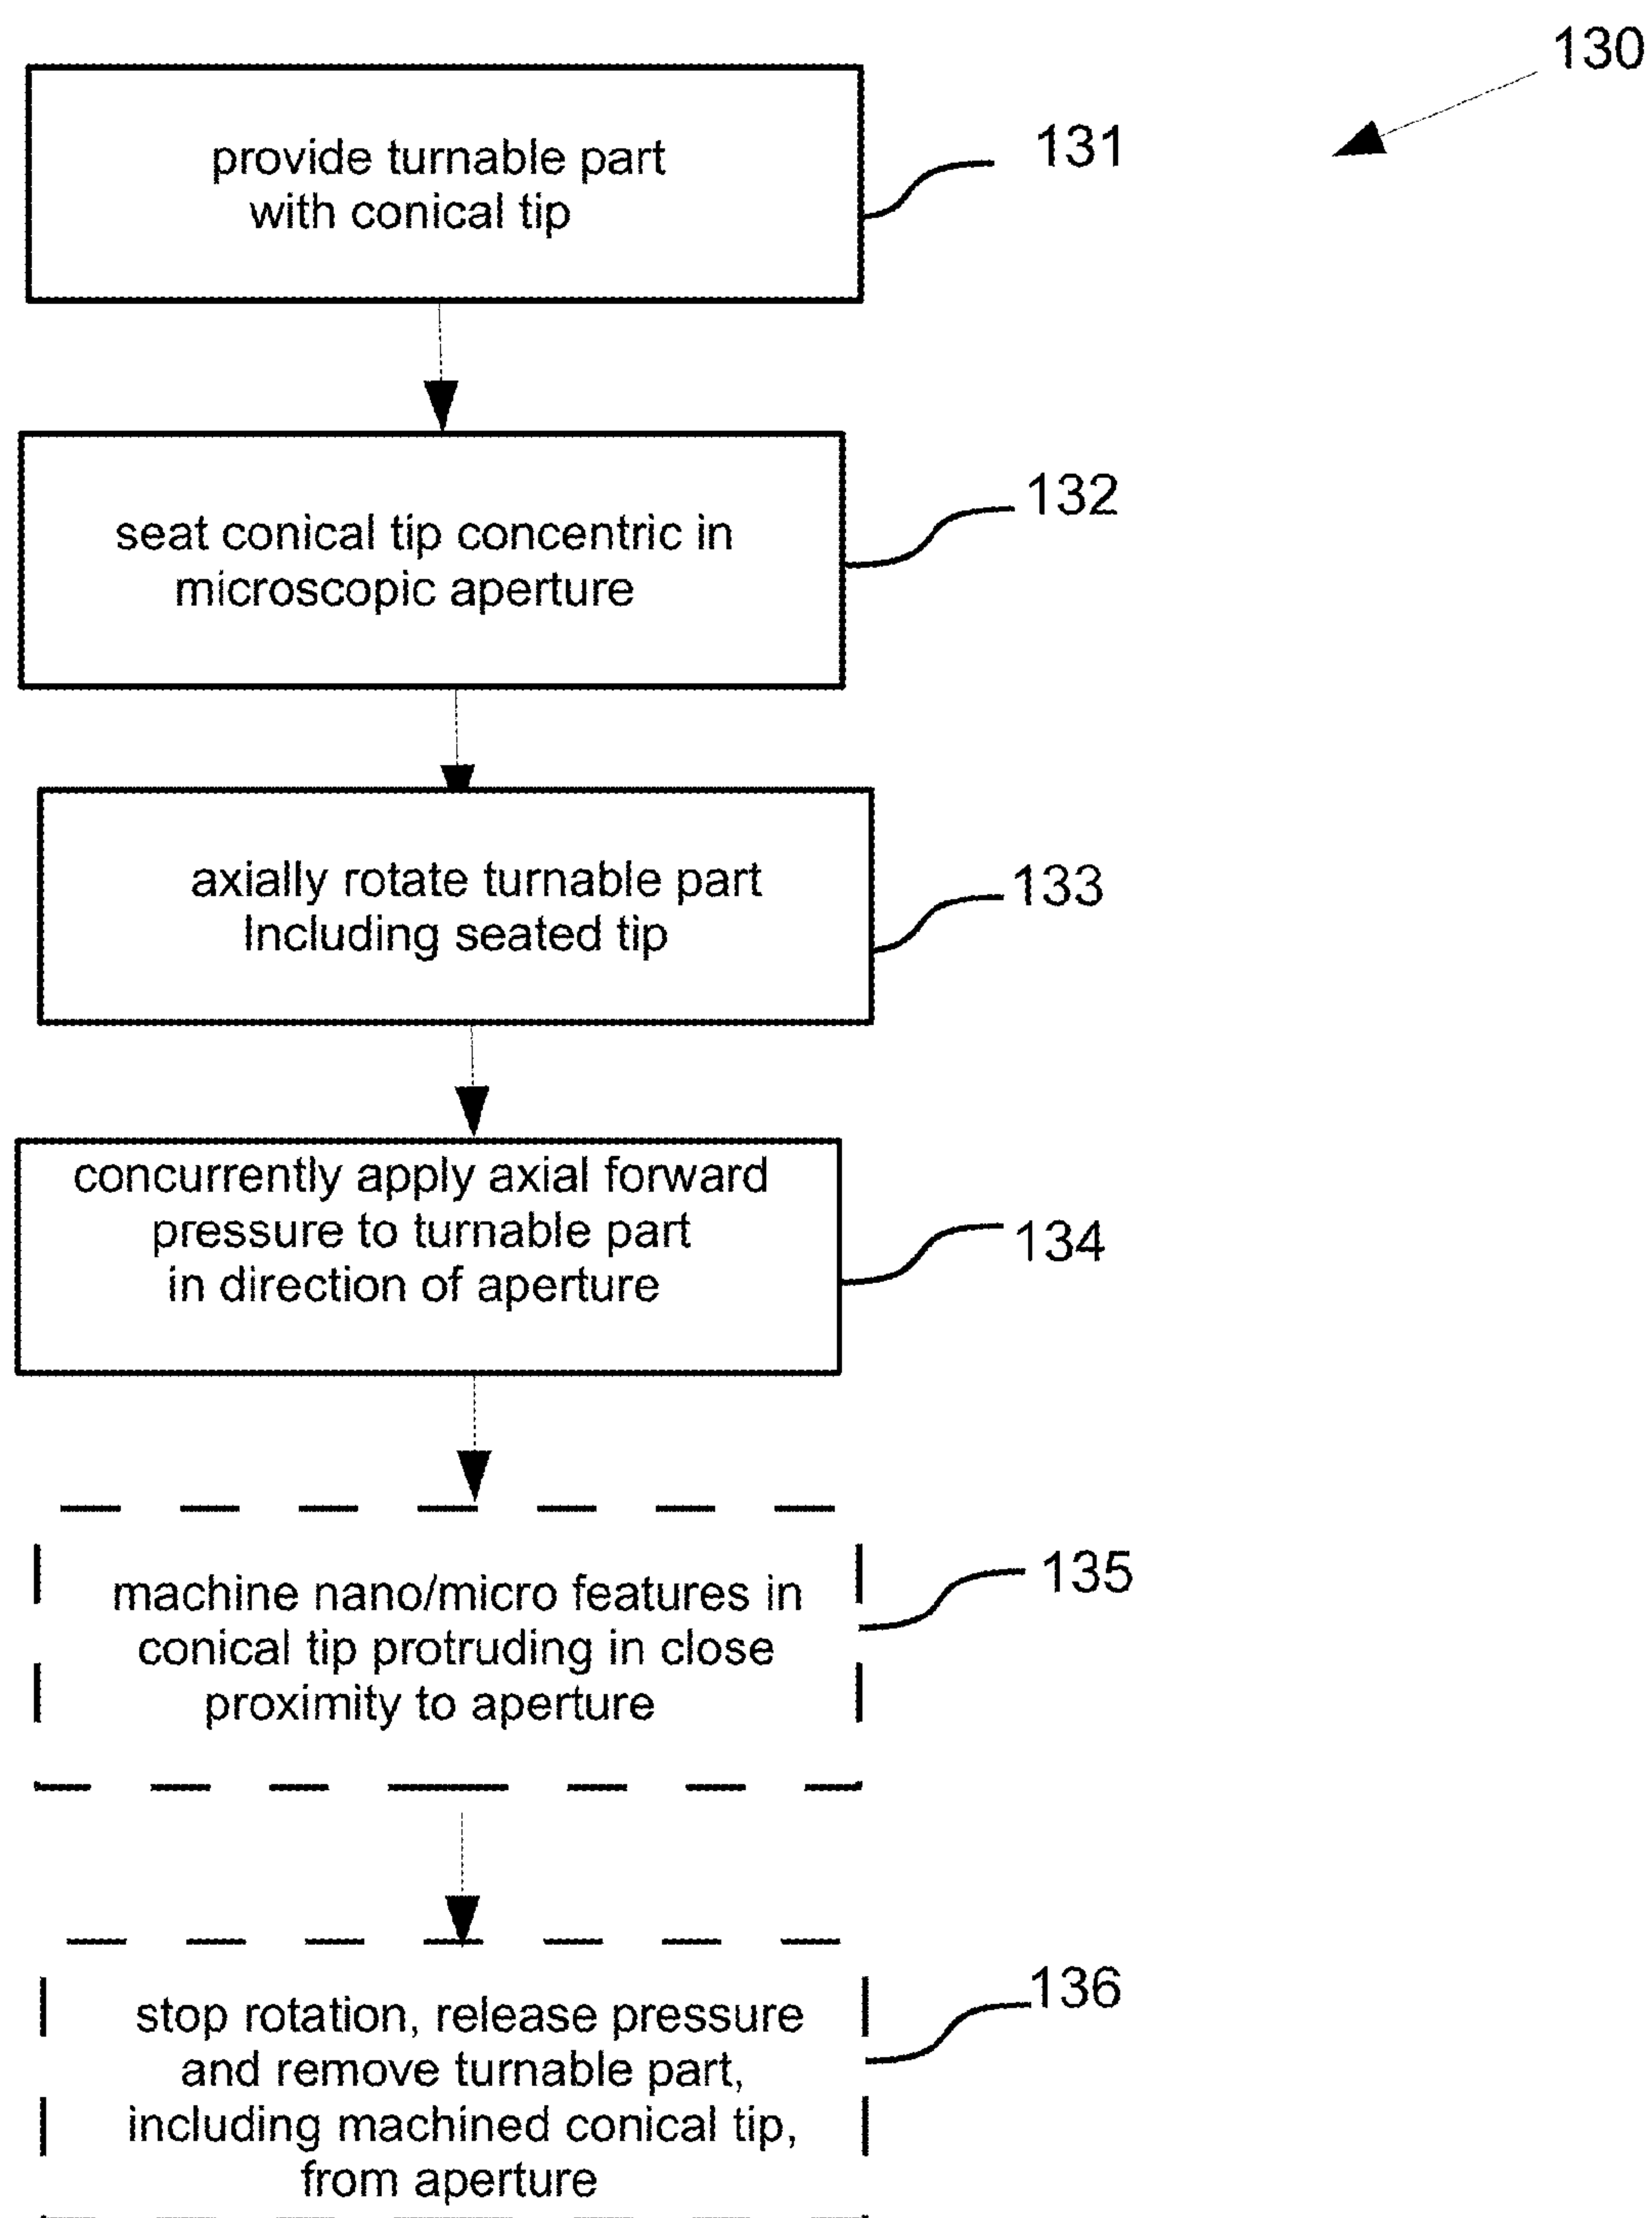 130
provide turnable part
with conical tip
131
seat conical tip concentric in
microscopic aperture
132
axially rotate turnable part
Including seated tip
133
concurrently apply axial forward
pressure to turnable part
in direction of aperture
134
machine nano/micro features in
conical tip protruding in close
proximity to aperture
135
stop rotation, release pressure
and remove turnable part,
including machined conical tip,
from aperture
136